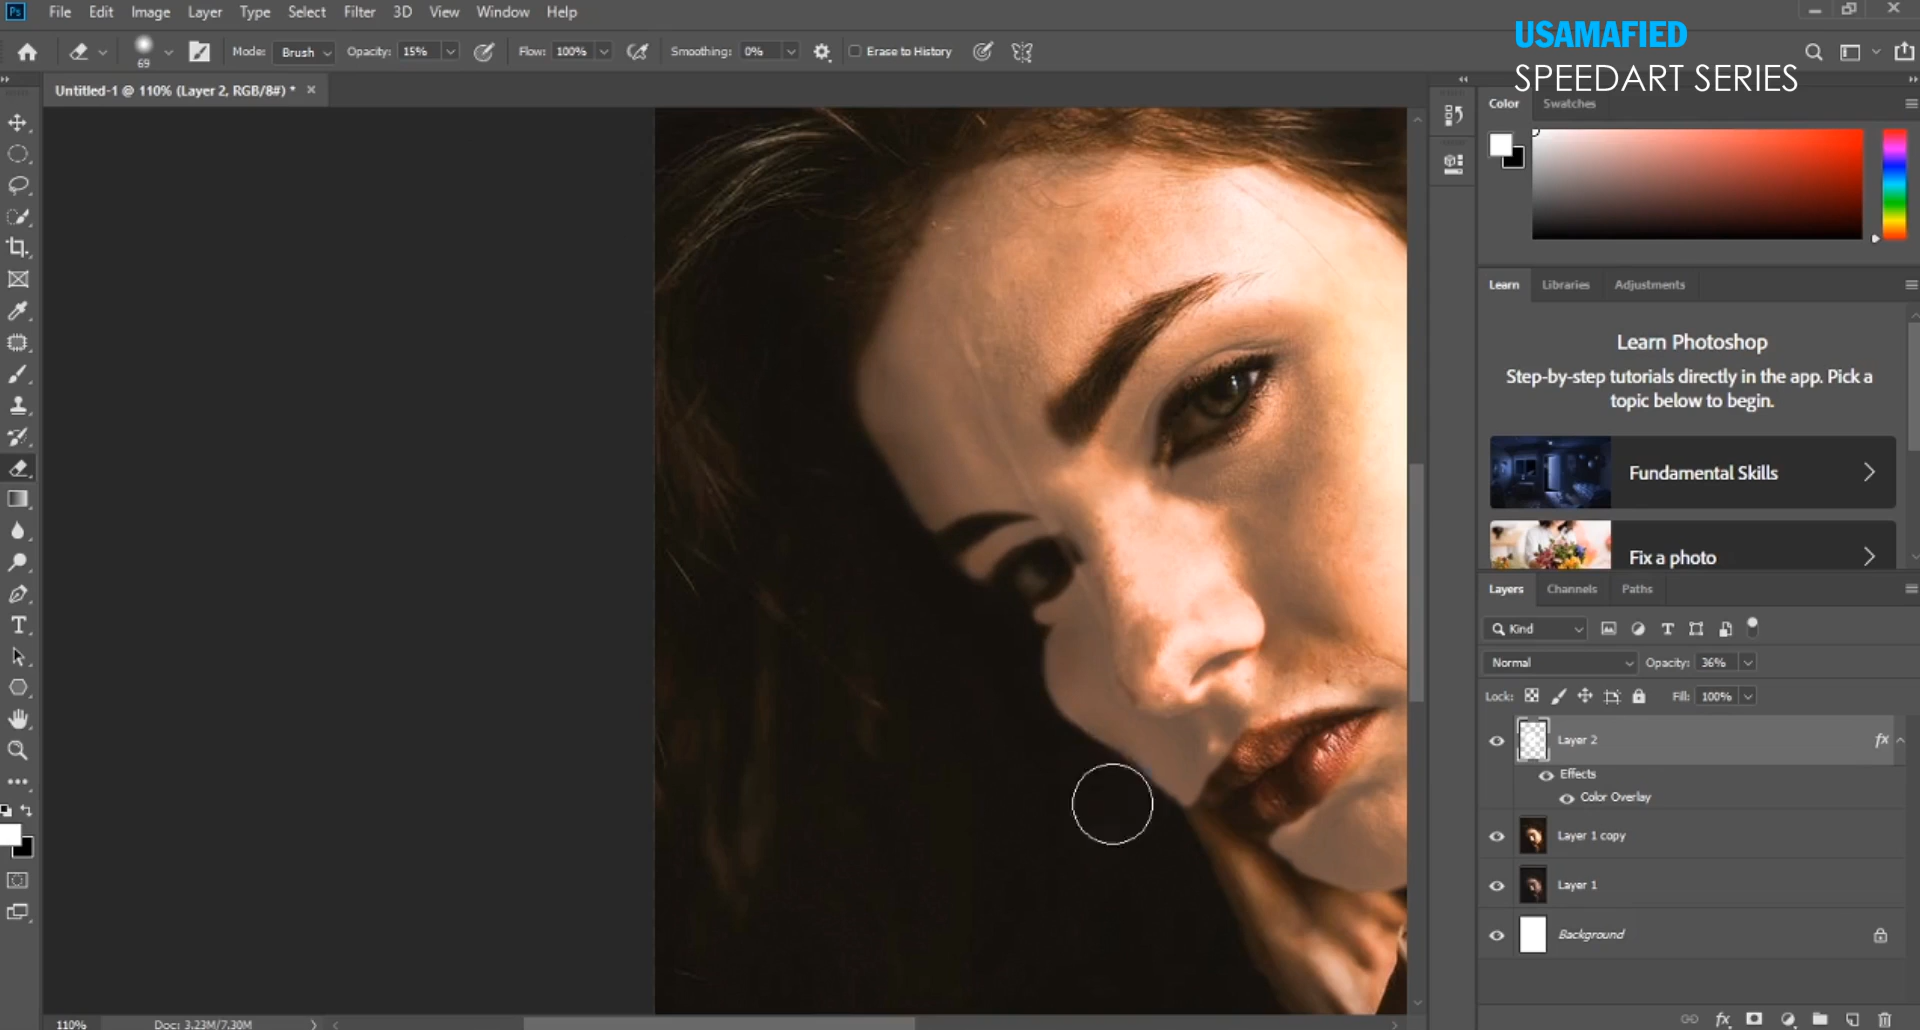 Ps File Edit Image Layer Type Select Filter 3D View Window Help
USAMAFIED
SPEEDART SERIES
69 Mode: Brush Opacity: 15% Flow: 100% Smoothing: 0% Erase to History
Untitled-1 @ 110% (Layer 2, RGB/8#) * ×
Color Swatches
Learn Libraries Adjustments
Learn Photoshop
Step-by-step tutorials directly in the app. Pick a
topic below to begin.
Fundamental Skills
Fix a photo
Layers Channels Paths
Kind
Normal Opacity: 36%
Lock: Fill: 100%
Layer 2 fx
Effects
Color Overlay
Layer 1 copy
Layer 1
Background
110% Doc: 3.23M/7.30M
fx